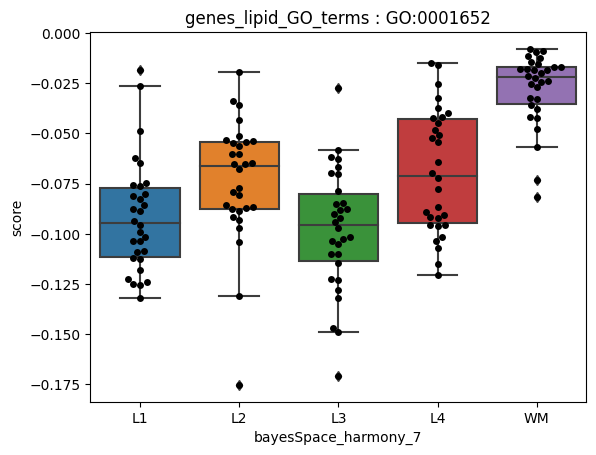 genes_lipid_GO_terms : GO:0001652
0.000
−0.025
−0.050
−0.075
−0.100
−0.125
−0.150
−0.175
score
L1 L2 L3 L4 WM
bayesSpace_harmony_7